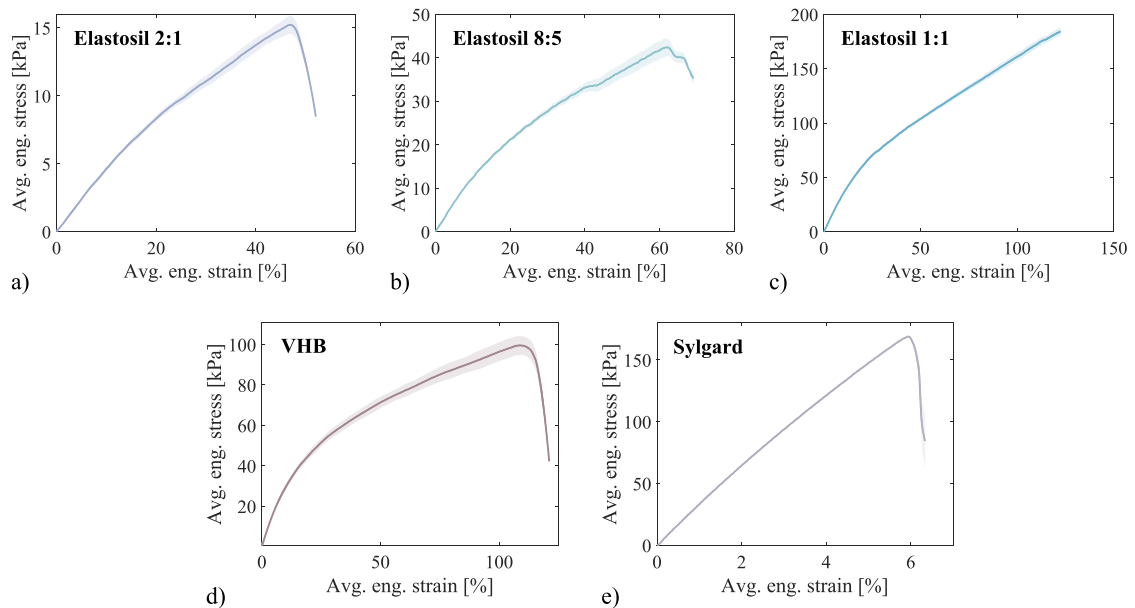 Elastosil 2:1
Avg. eng. stress [kPa]
15
10
5
0
0 20 40 60
Avg. eng. strain [%]
a)
Elastosil 8:5
Avg. eng. stress [kPa]
50
40
30
20
10
0
0 20 40 60 80
Avg. eng. strain [%]
b)
Elastosil 1:1
Avg. eng. stress [kPa]
200
150
100
50
0
0 50 100 150
Avg. eng. strain [%]
c)
VHB
Avg. eng. stress [kPa]
100
80
60
40
20
0 50 100
Avg. eng. strain [%]
d)
Sylgard
Avg. eng. stress [kPa]
150
100
50
0
0 2 4 6
Avg. eng. strain [%]
e)